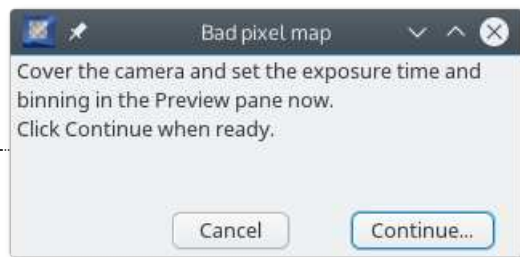 Bad pixel map
Cover the camera and set the exposure time and
binning in the Preview pane now.
Click Continue when ready.
Cancel
Continue...